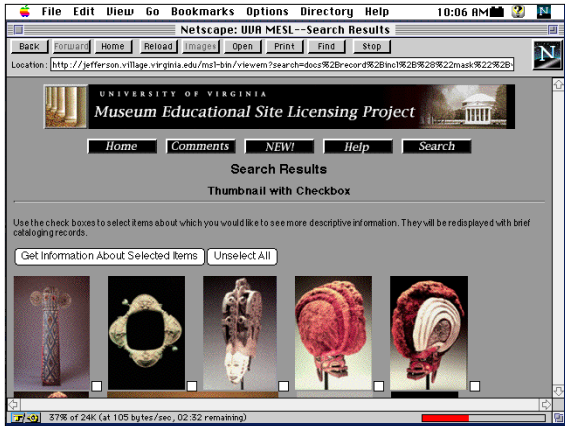 File Edit View Go Bookmarks Options Directory Help 10:06 AM
Netscape: UVA MESL--Search Results
Back Forward Home Reload Images Open Print Find Stop
Location: http://jefferson.village.virginia.edu/msl-bin/viewem?search=docs%2Brecord%2Bincl%2B%28%22mask%22%2B
N
UNIVERSITY OF VIRGINIA
Museum Educational Site Licensing Project
Home Comments NEW! Help Search
Search Results
Thumbnail with Checkbox
Use the check boxes to select items about which you would like to see more descriptive information. They will be redisplayed with brief
cataloging records.
Get Information About Selected Items Unselect All
37% of 24K (at 105 bytes/sec, 02:32 remaining)